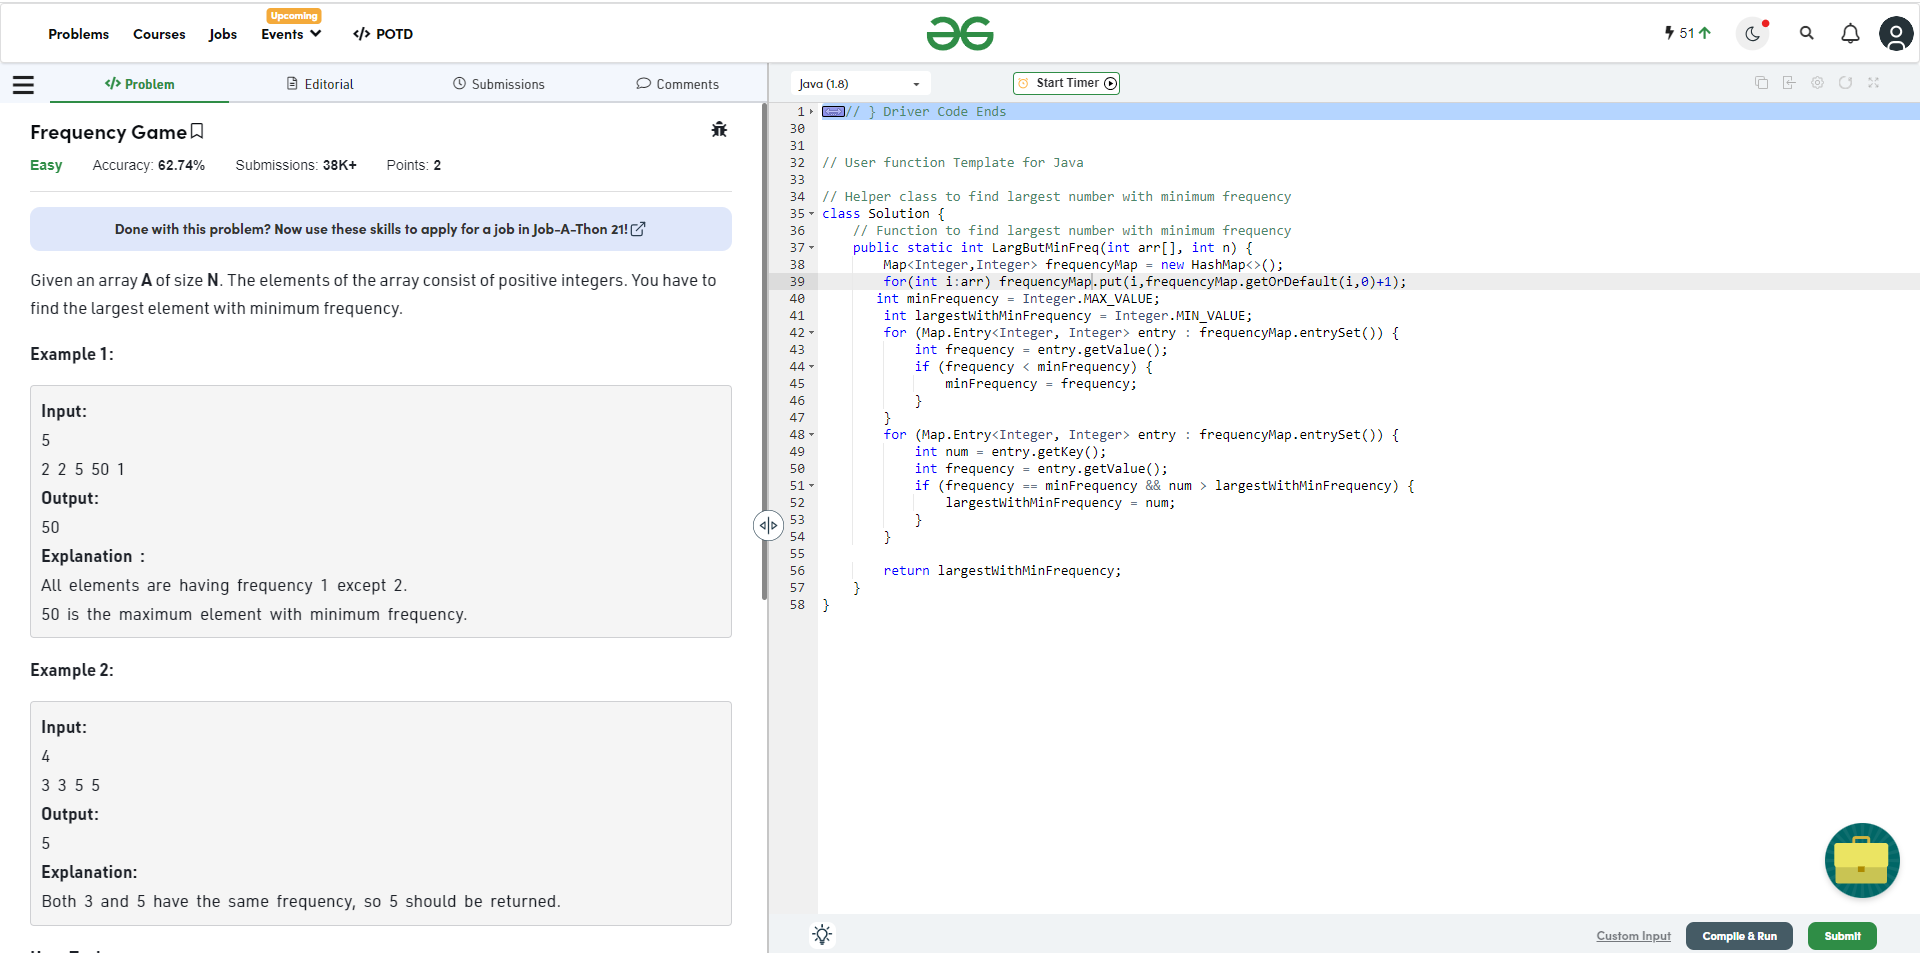 Problems Courses Jobs Events </> POTD
Upcoming
51
</> Problem Editorial Submissions Comments
Java (1.8) Start Timer
Frequency Game
Easy Accuracy: 62.74% Submissions: 38K+ Points: 2
Done with this problem? Now use these skills to apply for a job in Job-A-Thon 21!
Given an array A of size N. The elements of the array consist of positive integers. You have to
find the largest element with minimum frequency.
Example 1:
Input:
5
2 2 5 50 1
Output:
50
Explanation :
All elements are having frequency 1 except 2.
50 is the maximum element with minimum frequency.
Example 2:
Input:
4
3 3 5 5
Output:
5
Explanation:
Both 3 and 5 have the same frequency, so 5 should be returned.
1 // } Driver Code Ends
30
31
32 // User function Template for Java
33
34 // Helper class to find largest number with minimum frequency
35 class Solution {
36 // Function to find largest number with minimum frequency
37 public static int LargButMinFreq(int arr[], int n) {
38 Map<Integer,Integer> frequencyMap = new HashMap<>();
39 for(int i:arr) frequencyMap.put(i,frequencyMap.getOrDefault(i,0)+1);
40 int minFrequency = Integer.MAX_VALUE;
41 int largestWithMinFrequency = Integer.MIN_VALUE;
42 for (Map.Entry<Integer, Integer> entry : frequencyMap.entrySet()) {
43 int frequency = entry.getValue();
44 if (frequency < minFrequency) {
45 minFrequency = frequency;
46 }
47 }
48 for (Map.Entry<Integer, Integer> entry : frequencyMap.entrySet()) {
49 int num = entry.getKey();
50 int frequency = entry.getValue();
51 if (frequency == minFrequency && num > largestWithMinFrequency) {
52 largestWithMinFrequency = num;
53 }
54 }
55
56 return largestWithMinFrequency;
57 }
58 }
Custom Input Compile & Run Submit